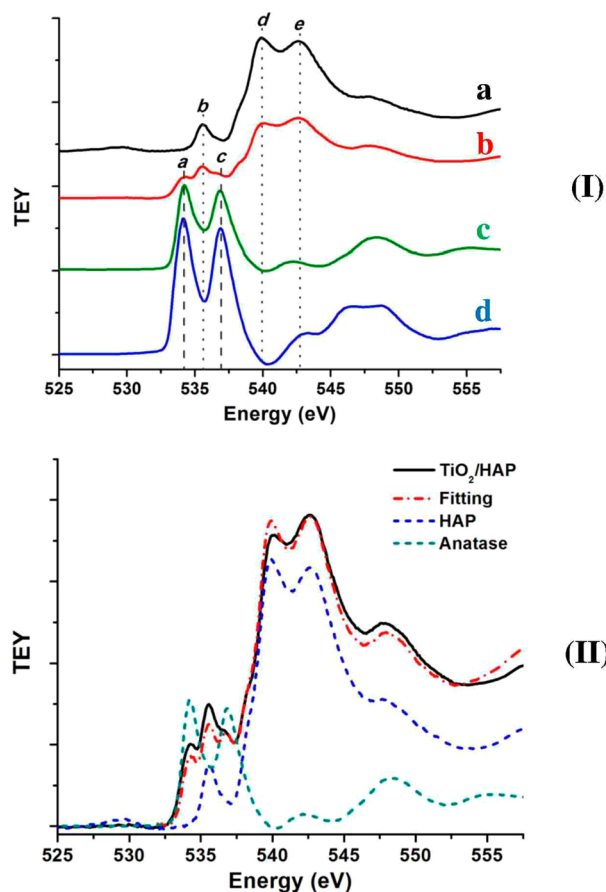 d
e
b
a
c
a
b
c
d
TEY
525 530 535 540 545 550 555
Energy (eV)
(I)
TiO₂/HAP
Fitting
HAP
Anatase
TEY
525 530 535 540 545 550 555
Energy (eV)
(II)